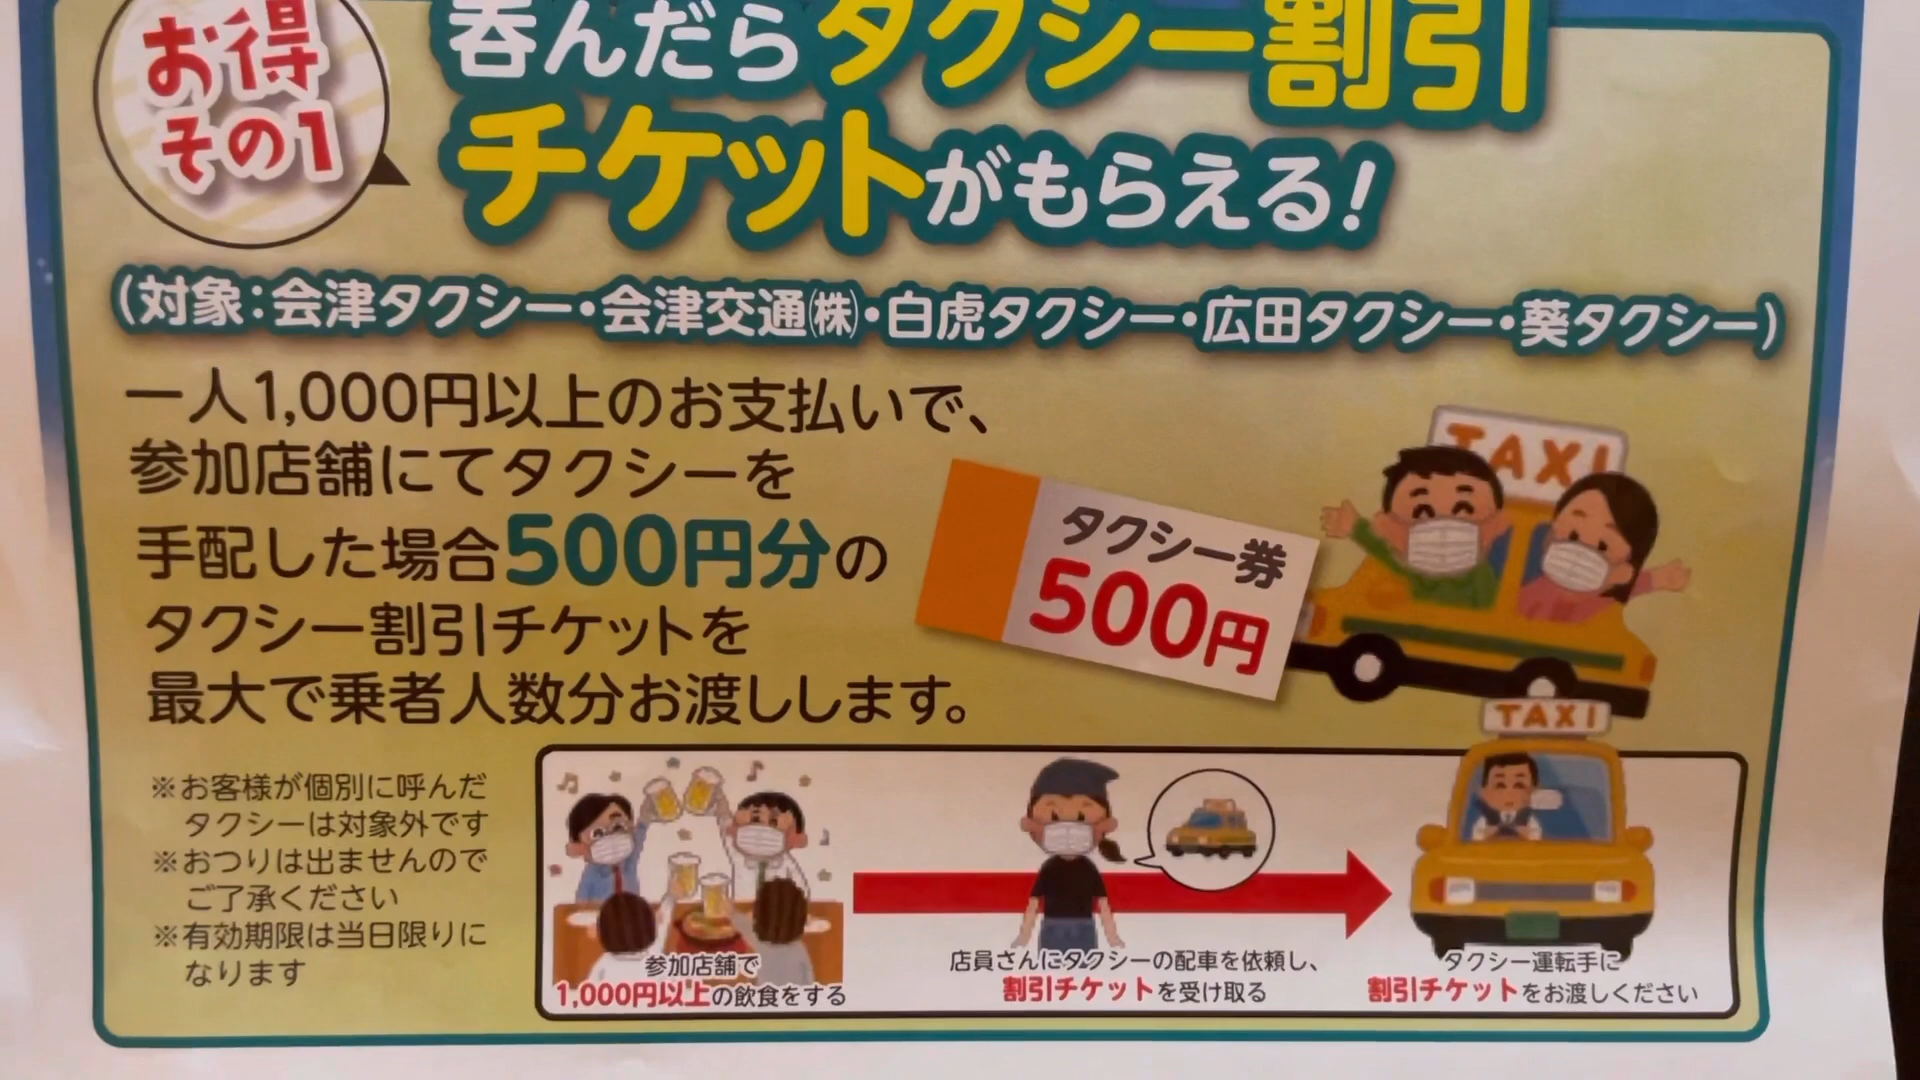 お得
その1
呑んだらタクシー割引
チケットがもらえる!
(対象:会津タクシー・会津交通㈱・白虎タクシー・広田タクシー・葵タクシー)
一人1,000円以上のお支払いで、
参加店舗にてタクシーを
手配した場合500円分の
タクシー割引チケットを
最大で乗者人数分お渡しします。
タクシー券
500円
TAXI
※お客様が個別に呼んだ
タクシーは対象外です
※おつりは出ませんので
ご了承ください
※有効期限は当日限りに
なります
参加店舗で
1,000円以上の飲食をする
店員さんにタクシーの配車を依頼し、
割引チケットを受け取る
TAXI
タクシー運転手に
割引チケットをお渡しください